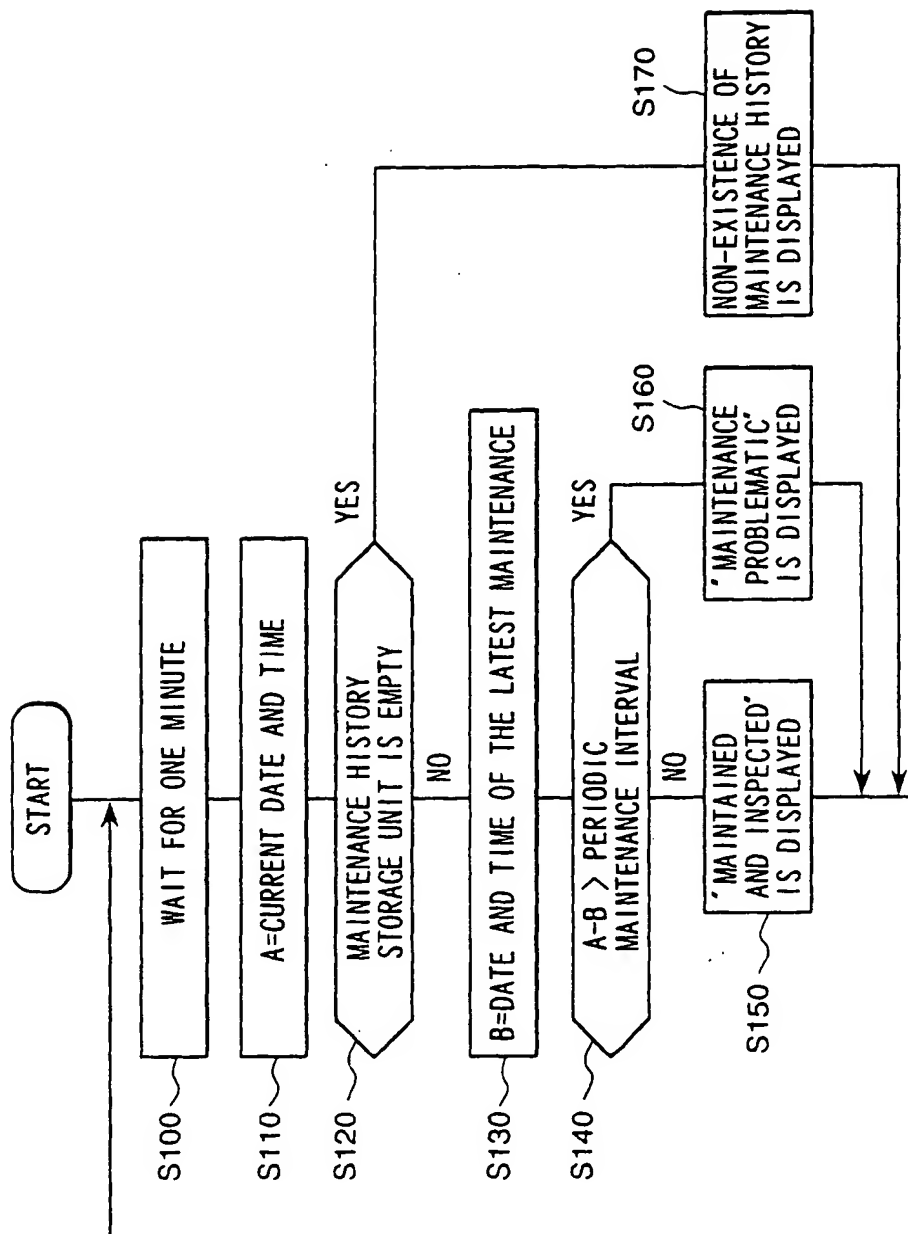 START
WAIT FOR ONE MINUTE
S100
A=CURRENT DATE AND TIME
S110
MAINTENANCE HISTORY
STORAGE UNIT IS EMPTY
S120
YES
NO
B=DATE AND TIME OF THE LATEST MAINTENANCE
S130
A-B > PERIODIC
MAINTENANCE INTERVAL
S140
YES
NO
"MAINTAINED
AND INSPECTED"
IS DISPLAYED
S150
"MAINTENANCE
PROBLEMATIC"
IS DISPLAYED
S160
NON-EXISTENCE OF
MAINTENANCE HISTORY
IS DISPLAYED
S170